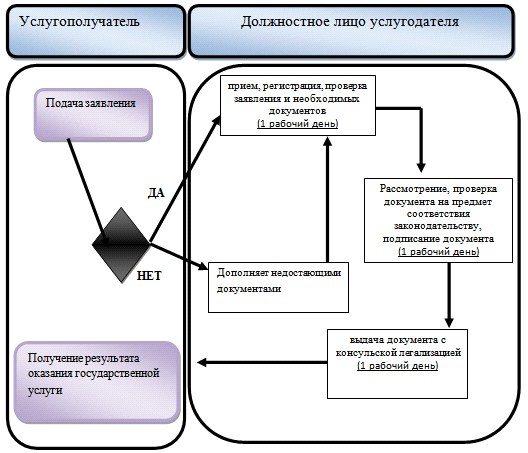 Услугополучатель
Должностное лицо услугодателя
Подача заявления
прием, регистрация, проверка
заявления и необходимых
документов
(1 рабочий день)
ДА
Рассмотрение, проверка
документа на предмет
соответствия
законодательству,
подписание документа
(1 рабочий день)
НЕТ
Дополняет недостающими
документами
выдача документа с
консульской легализацией
(1 рабочий день)
Получение результата
оказания государственной
услуги